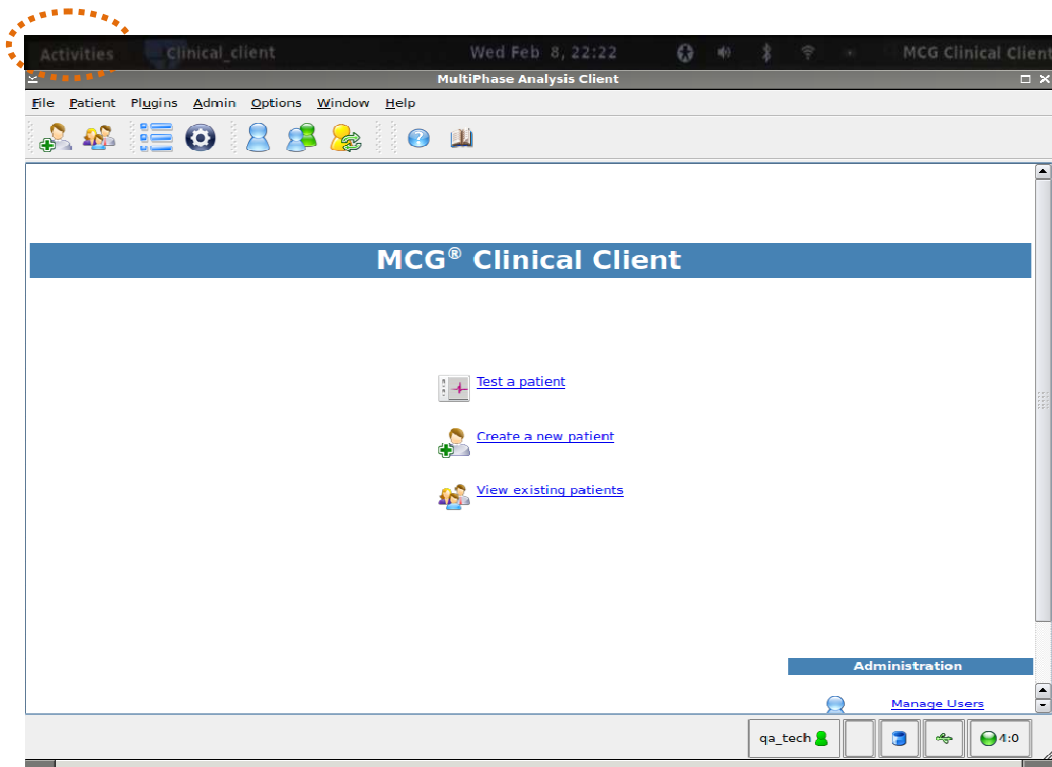 Activities Clinical_client Wed Feb 8, 22:22 MCG Clinical Client
MultiPhase Analysis Client
File Patient Plugins Admin Options Window Help
MCG® Clinical Client
Test a patient
Create a new patient
View existing patients
Administration
Manage Users
qa_tech 4:0